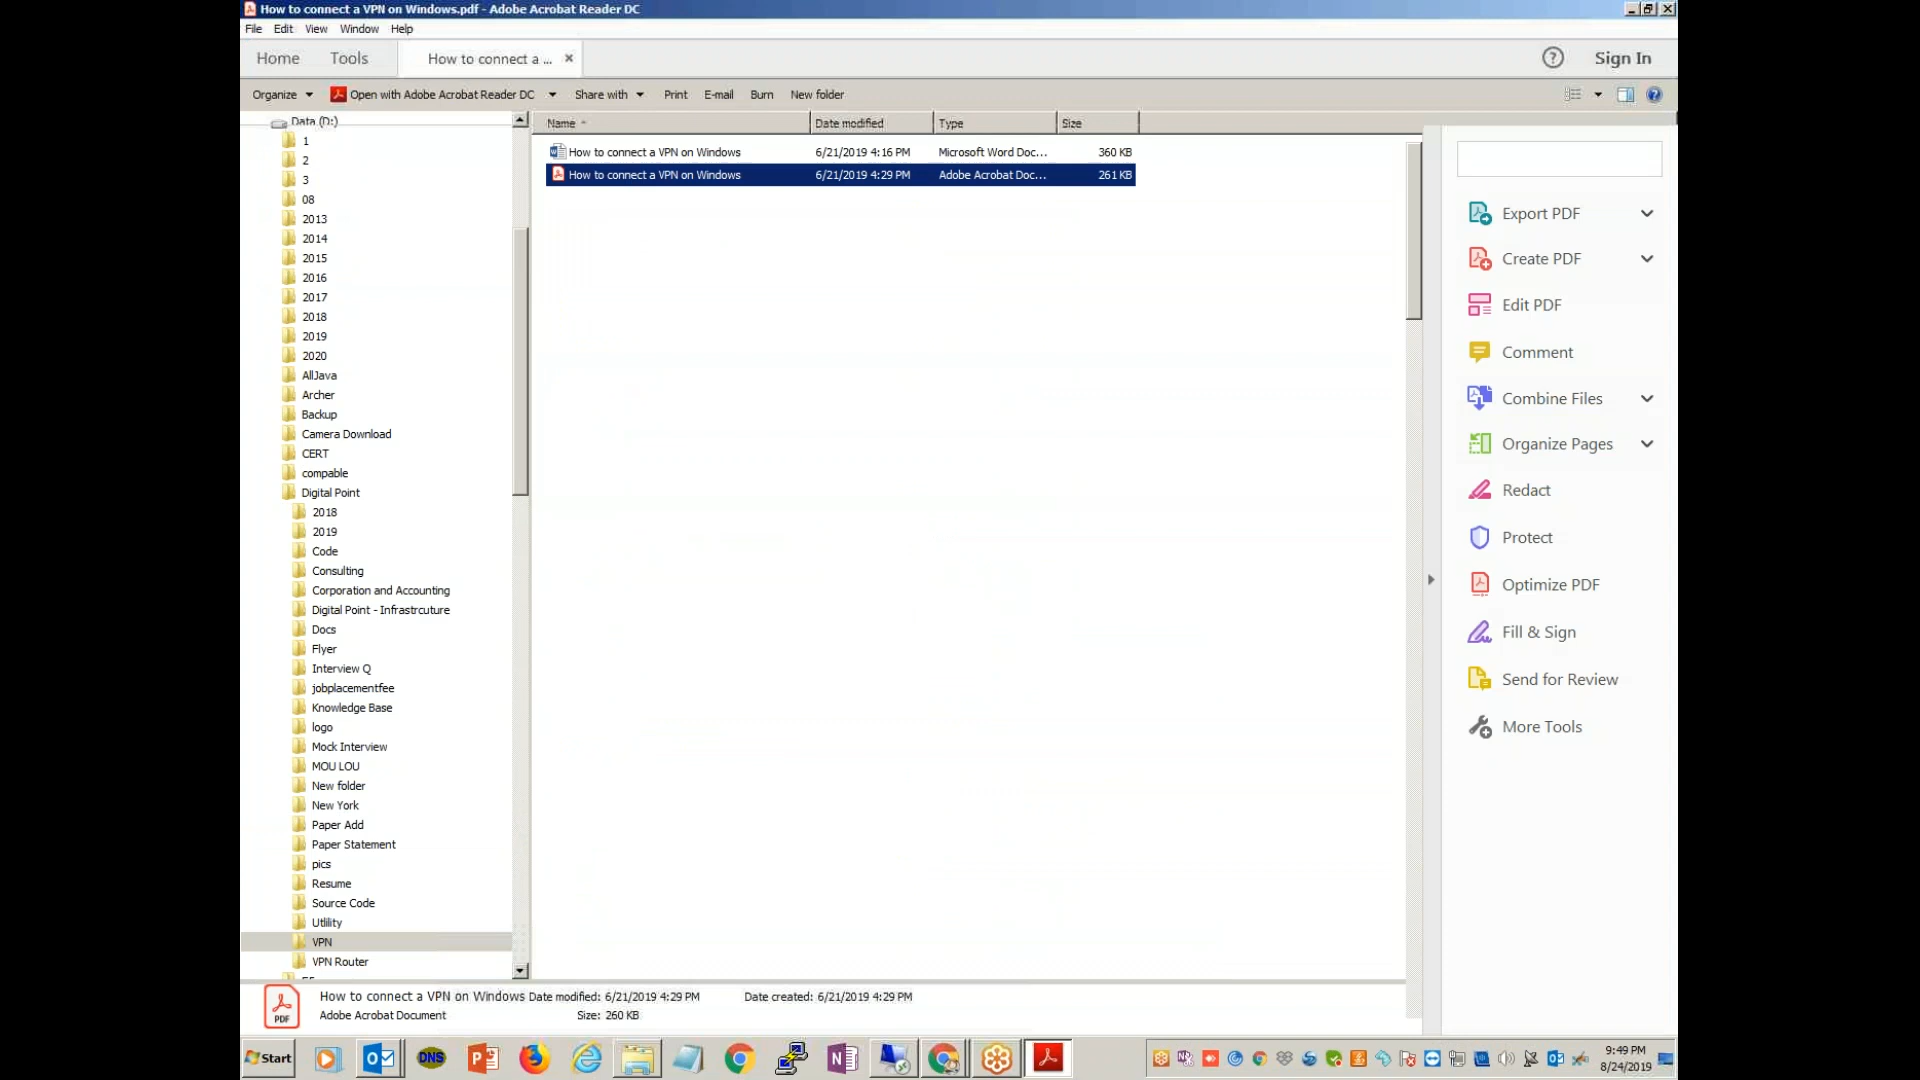 How to connect a VPN on Windows.pdf - Adobe Acrobat Reader DC
File Edit View Window Help
Home Tools How to connect a ... × ? Sign In
Organize Open with Adobe Acrobat Reader DC Share with Print E-mail Burn New folder
Data (D:)
1
2
3
08
2013
2014
2015
2016
2017
2018
2019
2020
AllJava
Archer
Backup
Camera Download
CERT
compable
Digital Point
2018
2019
Code
Consulting
Corporation and Accounting
Digital Point - Infrastrcuture
Docs
Flyer
Interview Q
jobplacementfee
Knowledge Base
logo
Mock Interview
MOU LOU
New folder
New York
Paper Add
Paper Statement
pics
Resume
Source Code
Utlility
VPN
VPN Router
Name Date modified Type Size
How to connect a VPN on Windows 6/21/2019 4:16 PM Microsoft Word Doc... 360 KB
How to connect a VPN on Windows 6/21/2019 4:29 PM Adobe Acrobat Doc... 261 KB
Export PDF
Create PDF
Edit PDF
Comment
Combine Files
Organize Pages
Redact
Protect
Optimize PDF
Fill & Sign
Send for Review
More Tools
PDF
How to connect a VPN on Windows Date modified: 6/21/2019 4:29 PM Date created: 6/21/2019 4:29 PM
Adobe Acrobat Document Size: 260 KB
Start DNS
9:49 PM
8/24/2019